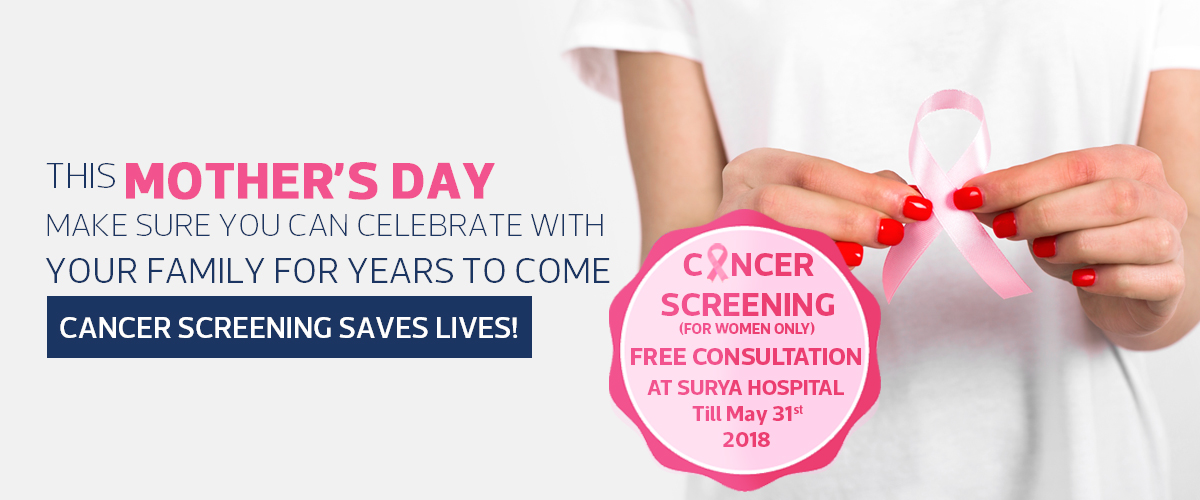 THIS MOTHER'S DAY
MAKE SURE YOU CAN CELEBRATE WITH
YOUR FAMILY FOR YEARS TO COME
CANCER SCREENING SAVES LIVES!
CANCER
SCREENING
(FOR WOMEN ONLY)
FREE CONSULTATION
AT SURYA HOSPITAL
Till May 31st
2018